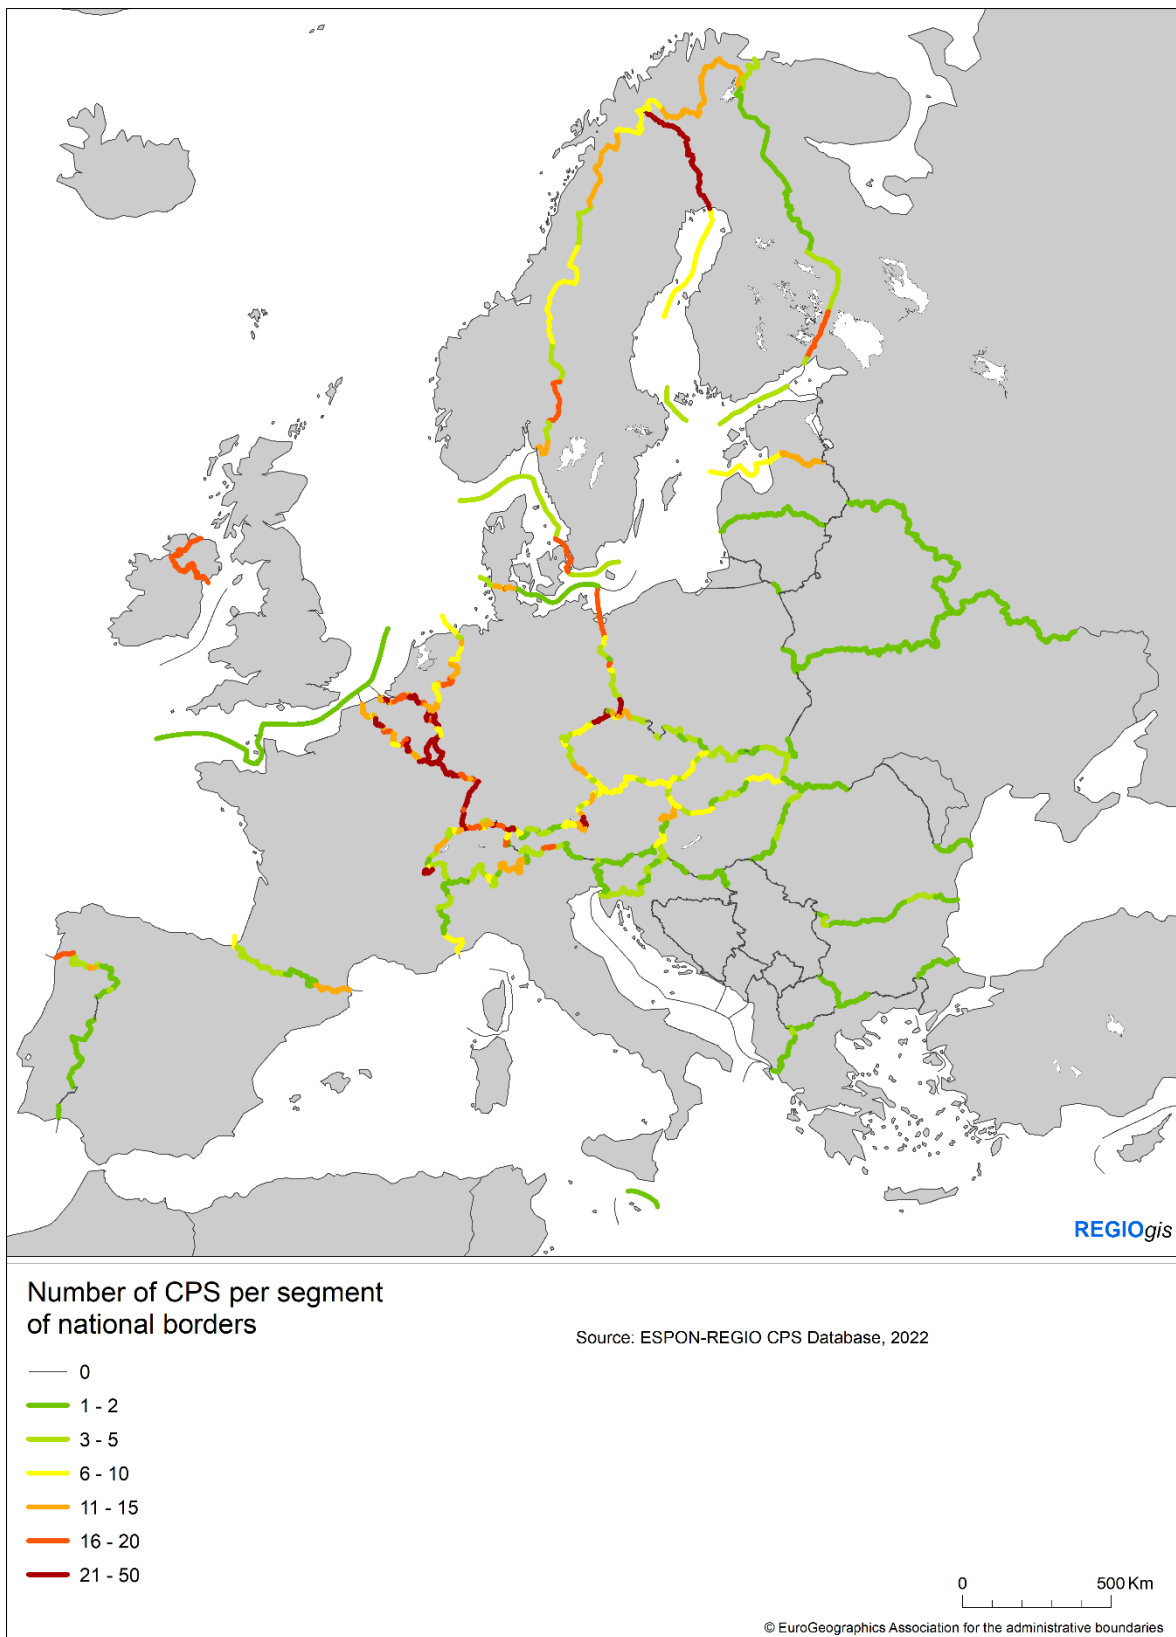 REGIOgis
Number of CPS per segment
of national borders
Source: ESPON-REGIO CPS Database, 2022
0
1 - 2
3 - 5
6 - 10
11 - 15
16 - 20
21 - 50
0 500 Km
© EuroGeographics Association for the administrative boundaries